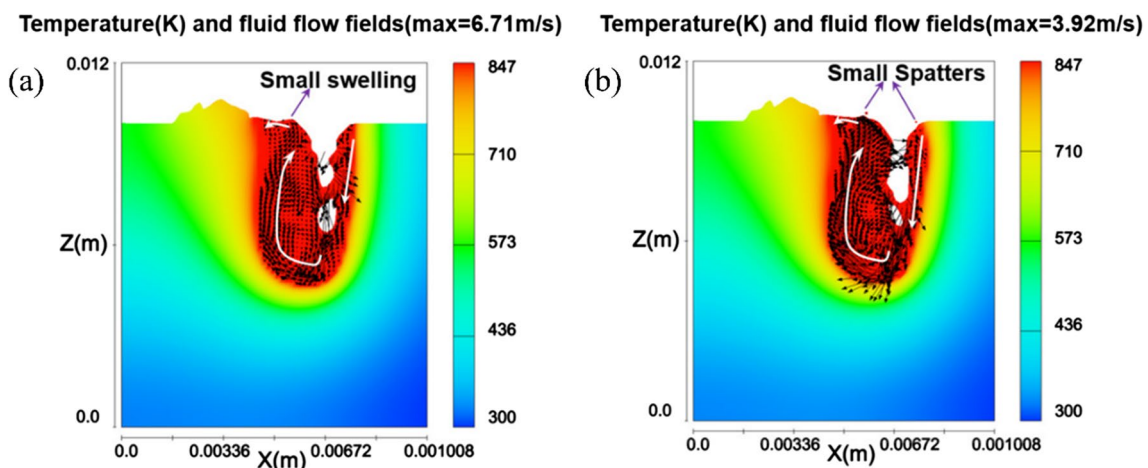 Temperature(K) and fluid flow fields(max=6.71m/s)
(a)
0.012
Small swelling
847
710
Z(m)
573
436
0.0
300
0.0
0.00336
0.00672
0.001008
X(m)
Temperature(K) and fluid flow fields(max=3.92m/s)
(b)
0.012
Small Spatters
847
710
Z(m)
573
436
0.0
300
0.0
0.00336
0.00672
0.001008
X(m)